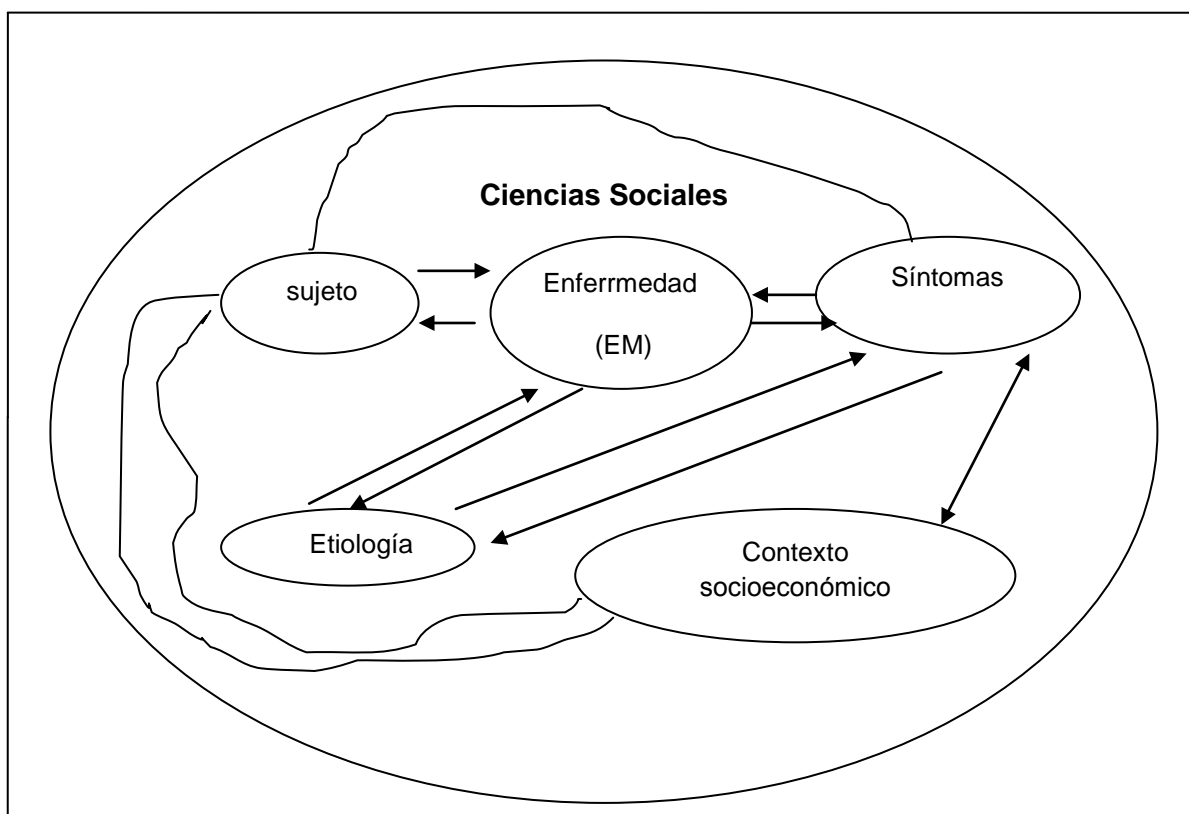 Ciencias Sociales
sujeto
Enferrmedad
(EM)
Síntomas
Etiología
Contexto
socioeconómico